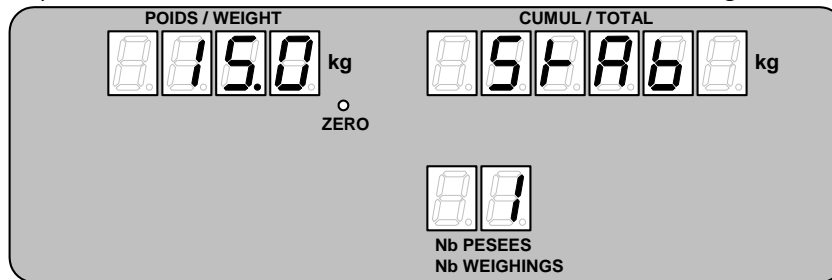 POIDS / WEIGHT
15.0 kg
ZERO
CUMUL / TOTAL
StAb kg
1
Nb PESEES
Nb WEIGHINGS